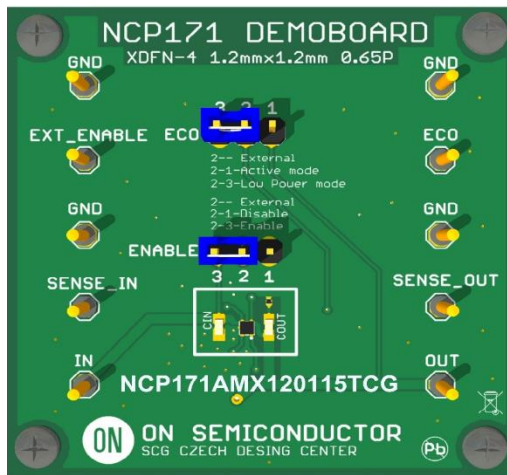 NCP171 DEMOBOARD
XDFN-4 1.2mmx1.2mm 0.65P
GND
GND
3 2 1
EXT_ENABLE
ECO
ECO
2-- External
2-1-Active mode
2-3-Low Power mode
GND
GND
2-- External
2-1-Disable
2-3-Enable
ENABLE
3 2 1
SENSE_IN
SENSE_OUT
CIN
COUT
IN
OUT
NCP171AMX120115TCG
ON
ON SEMICONDUCTOR
SCG CZECH DESING CENTER
Pb